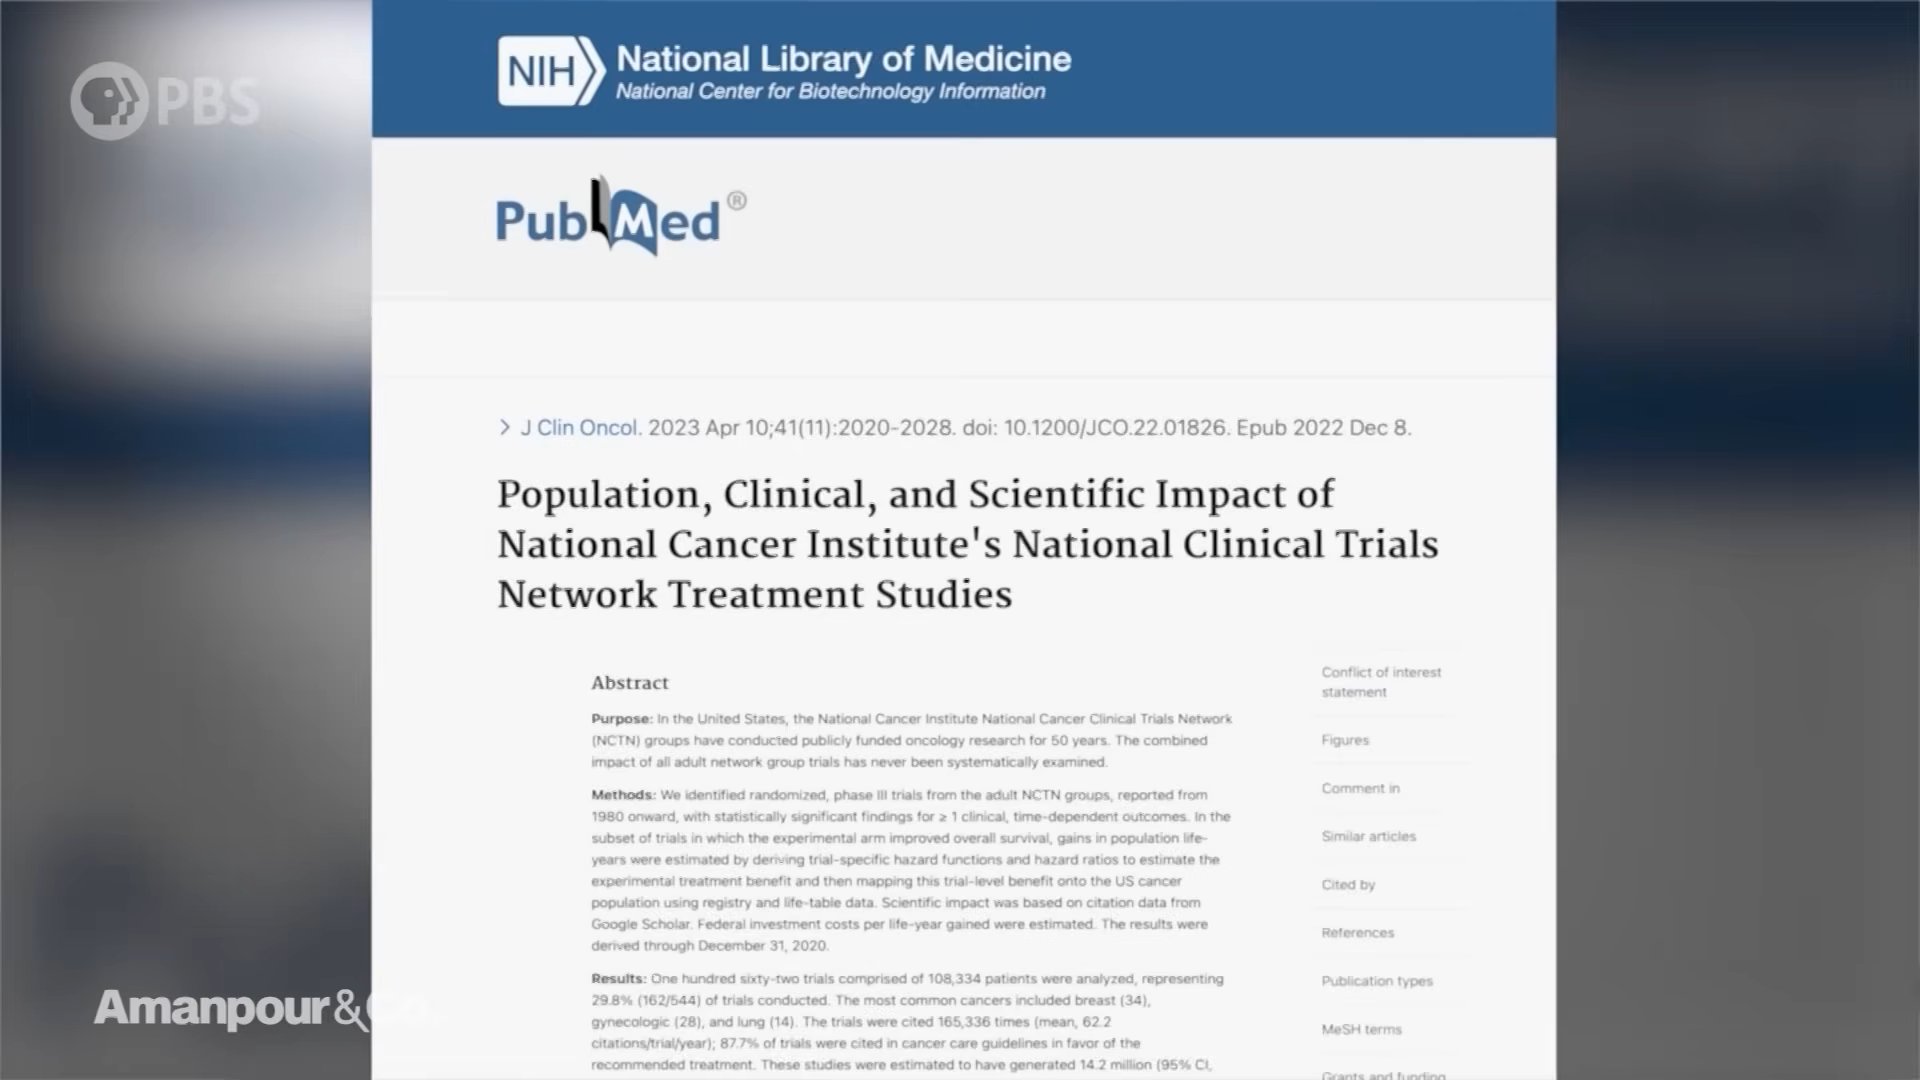 PBS
NIH
National Library of Medicine
National Center for Biotechnology Information
PubMed®
> J Clin Oncol. 2023 Apr 10;41(11):2020-2028. doi: 10.1200/JCO.22.01826. Epub 2022 Dec 8.
Population, Clinical, and Scientific Impact of
National Cancer Institute's National Clinical Trials
Network Treatment Studies
Abstract
Purpose: In the United States, the National Cancer Institute National Cancer Clinical Trials Network
(NCTN) groups have conducted publicly funded oncology research for 50 years. The combined
impact of all adult network group trials has never been systematically examined.
Methods: We identified randomized, phase III trials from the adult NCTN groups, reported from
1980 onward, with statistically significant findings for ≥ 1 clinical, time-dependent outcomes. In the
subset of trials in which the experimental arm improved overall survival, gains in population life-
years were estimated by deriving trial-specific hazard functions and hazard ratios to estimate the
experimental treatment benefit and then mapping this trial-level benefit onto the US cancer
population using registry and life-table data. Scientific impact was based on citation data from
Google Scholar. Federal investment costs per life-year gained were estimated. The results were
derived through December 31, 2020.
Results: One hundred sixty-two trials comprised of 108,334 patients were analyzed, representing
29.8% (162/544) of trials conducted. The most common cancers included breast (34),
gynecologic (28), and lung (14). The trials were cited 165,336 times (mean, 62.2
citations/trial/year); 87.7% of trials were cited in cancer care guidelines in favor of the
recommended treatment. These studies were estimated to have generated 14.2 million (95% CI,
Conflict of interest
statement
Figures
Comment in
Similar articles
Cited by
References
Publication types
MeSH terms
Grants and funding
Amanpour&Co